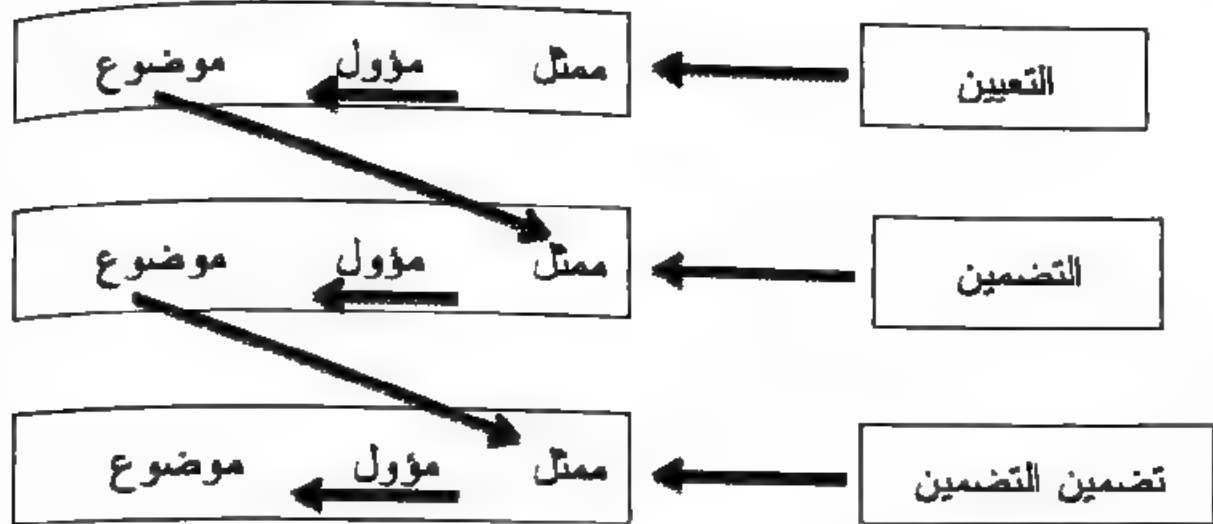 التعيين ممثل مؤول موضوع
التضمين ممثل مؤول موضوع
تضمين التضمين ممثل مؤول موضوع